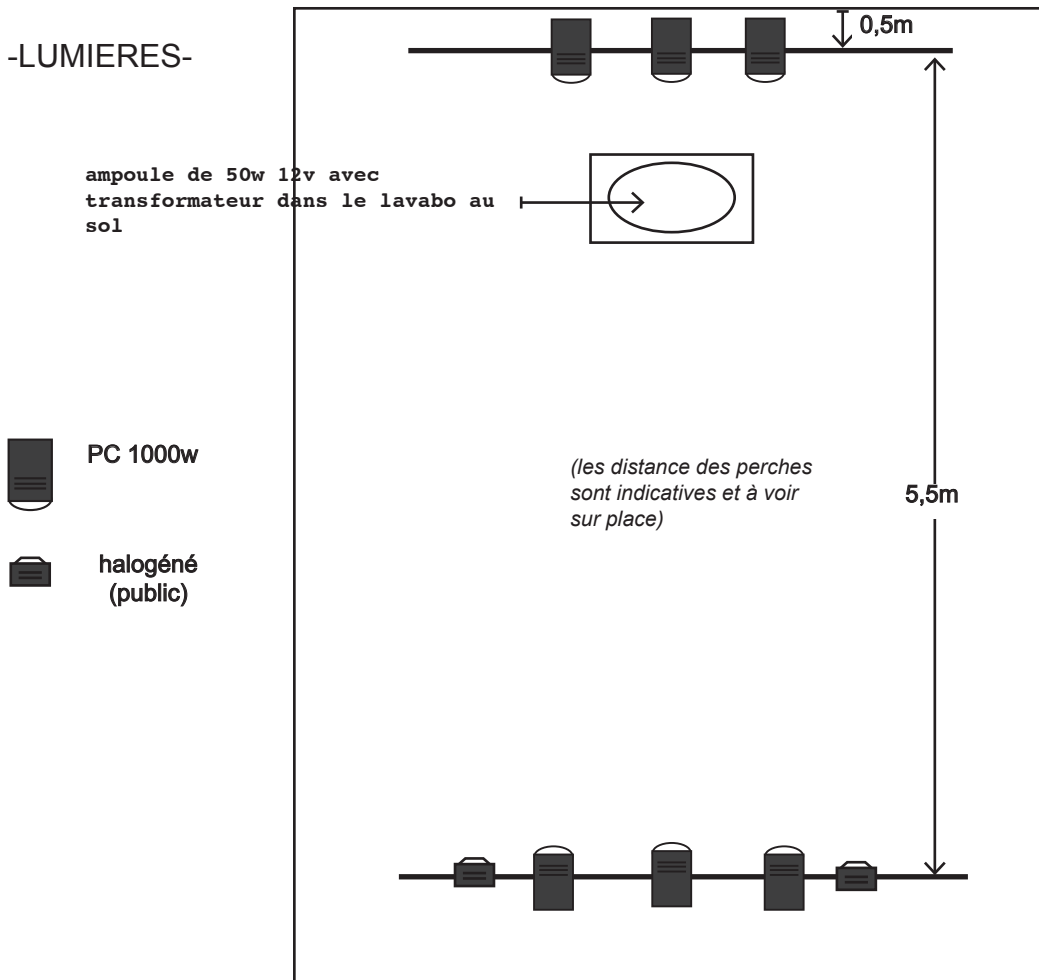 -LUMIERES-
0,5m
ampoule de 50w 12v avec
transformateur dans le lavabo au
sol
PC 1000w
(les distance des perches
sont indicatives et à voir
sur place)
5,5m
halogéné
(public)